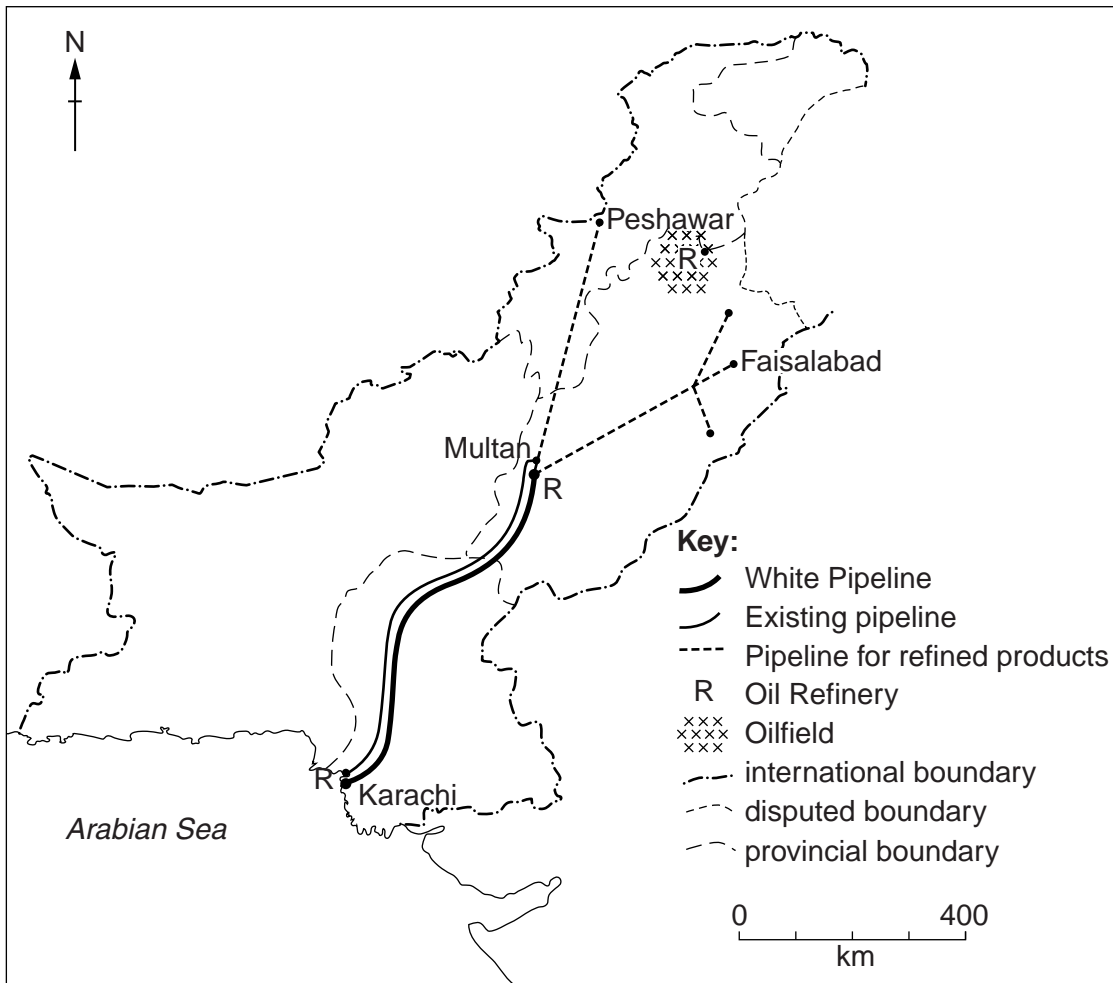 N
Peshawar
R
Faisalabad
Multan
R
Key:
White Pipeline
Existing pipeline
Pipeline for refined products
R Oil Refinery
Oilfield
international boundary
disputed boundary
provincial boundary
R
Karachi
Arabian Sea
0 400
km